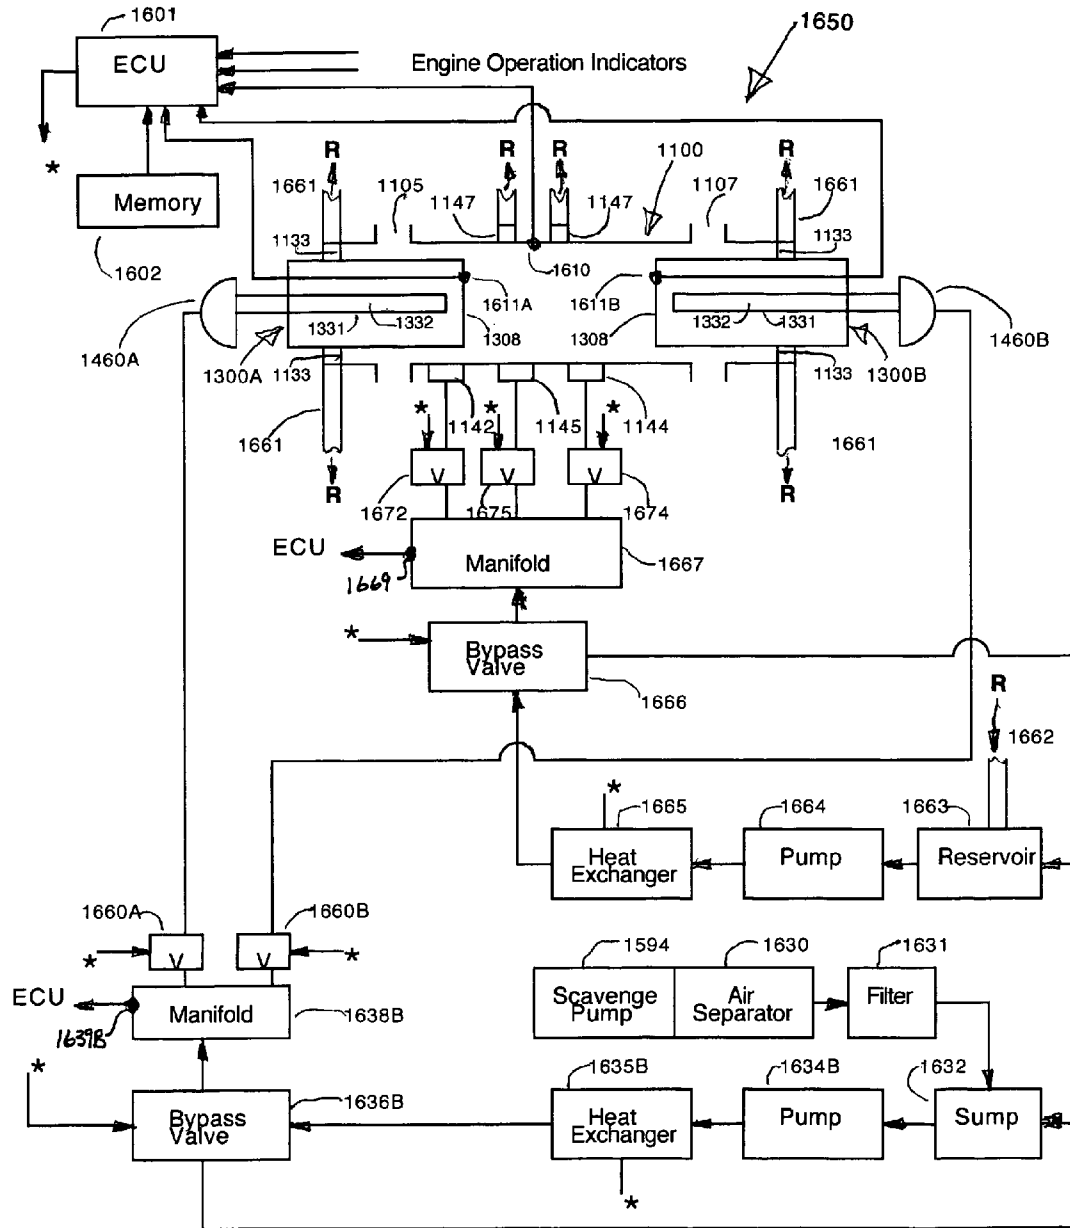 1601
1650
ECU
Engine Operation Indicators
*
Memory
1602
R
R
R
R
1661
1105
1147
1147
1100
1107
1661
1133
1610
1133
1611A
1611B
1331
1332
1308
1308
1332
1331
1460A
1300A
1133
1133
1300B
1460B
1661
*
1142
*
1145
*
1144
1661
R
R
V
V
V
1672
1675
1674
ECU
Manifold
1667
1669
*
Bypass
Valve
1666
R
1662
*
1665
1664
1663
Heat
Exchanger
Pump
Reservoir
1660A
1660B
*
V
V
*
1594
1630
1631
ECU
Manifold
1638B
Scavenge
Pump
Air
Separator
Filter
1639B
*
1635B
1634B
1632
1636B
Bypass
Valve
Heat
Exchanger
Pump
Sump
*